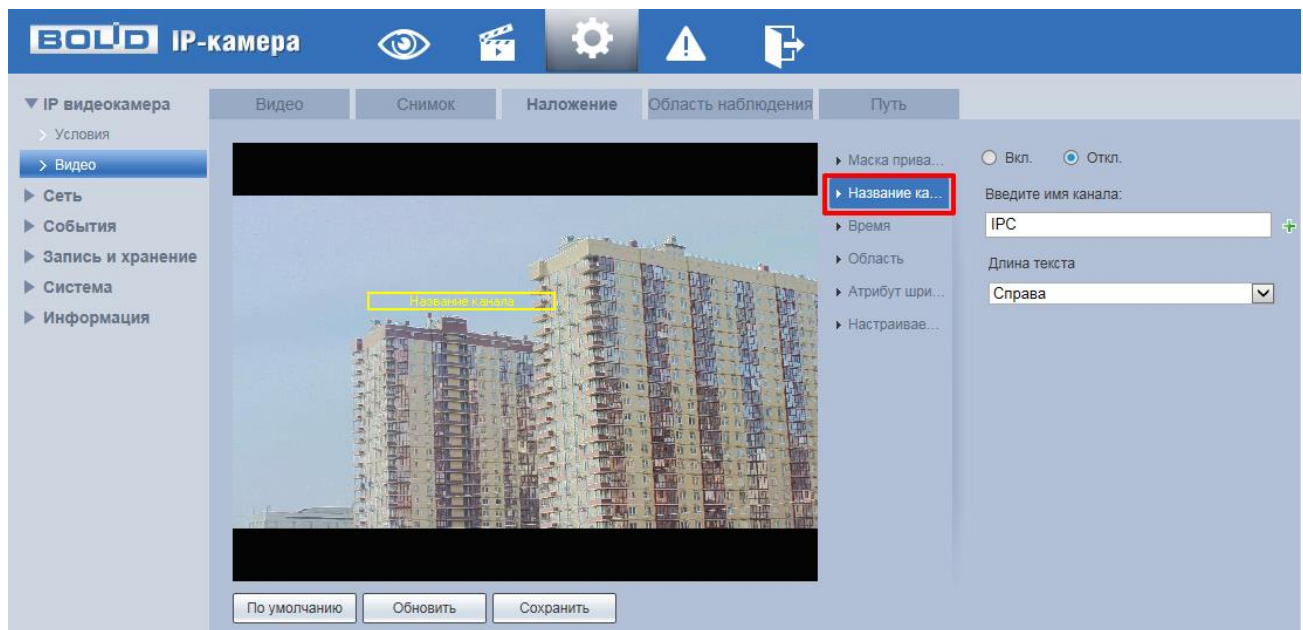 BOLID IP-камера
IP видеокамера
Условия
Видео
Сеть
События
Запись и хранение
Система
Информация
Видео Снимок Наложение Область наблюдения Путь
Название канала
Маска прива...
Название ка...
Время
Область
Атрибут шри...
Настраивае...
Вкл. Откл.
Введите имя канала:
IPC
Длина текста
Справа
По умолчанию Обновить Сохранить